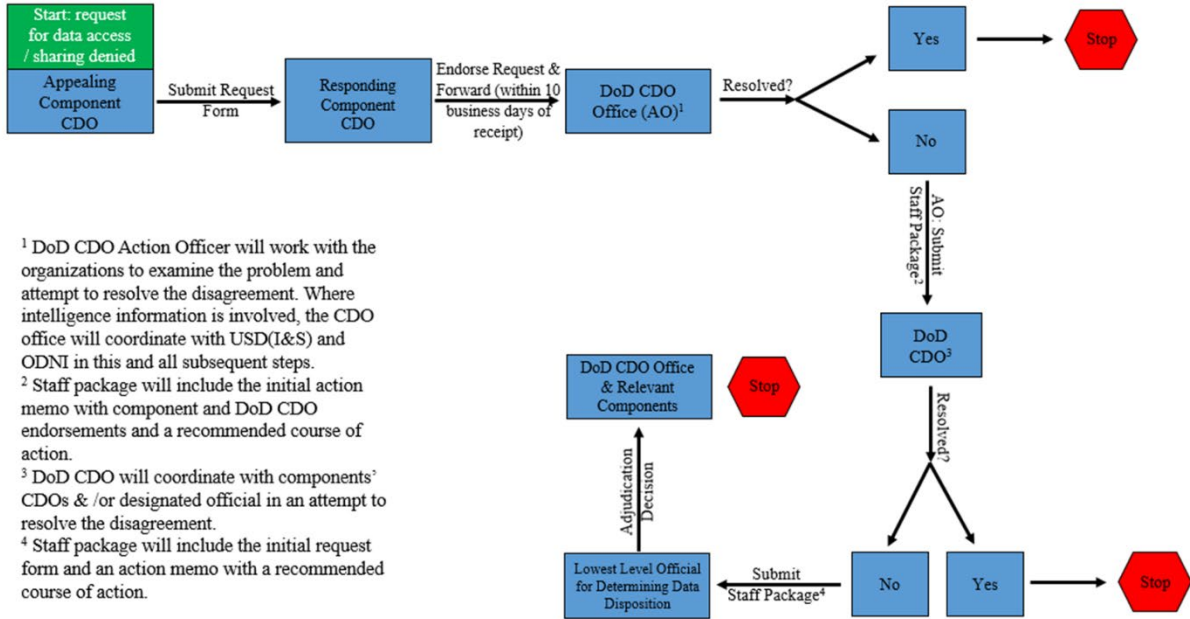 Start: request
for data access
/ sharing denied
Appealing
Component
CDO
Submit Request
Form
Responding
Component
CDO
Endorse Request &
Forward (within 10
business days of
receipt)
DoD CDO
Office (AO)¹
Resolved?
Yes
Stop
No
AO: Submit
Staff Package²
DoD
CDO³
Resolved?
No
Yes
Stop
Submit
Staff Package⁴
Lowest Level Official
for Determining Data
Disposition
Adjudication
Decision
DoD CDO Office
& Relevant
Components
Stop
¹ DoD CDO Action Officer will work with the
organizations to examine the problem and
attempt to resolve the disagreement. Where
intelligence information is involved, the CDO
office will coordinate with USD(I&S) and
ODNI in this and all subsequent steps.
² Staff package will include the initial action
memo with component and DoD CDO
endorsements and a recommended course of
action.
³ DoD CDO will coordinate with components’
CDOs & /or designated official in an attempt to
resolve the disagreement.
⁴ Staff package will include the initial request
form and an action memo with a recommended
course of action.